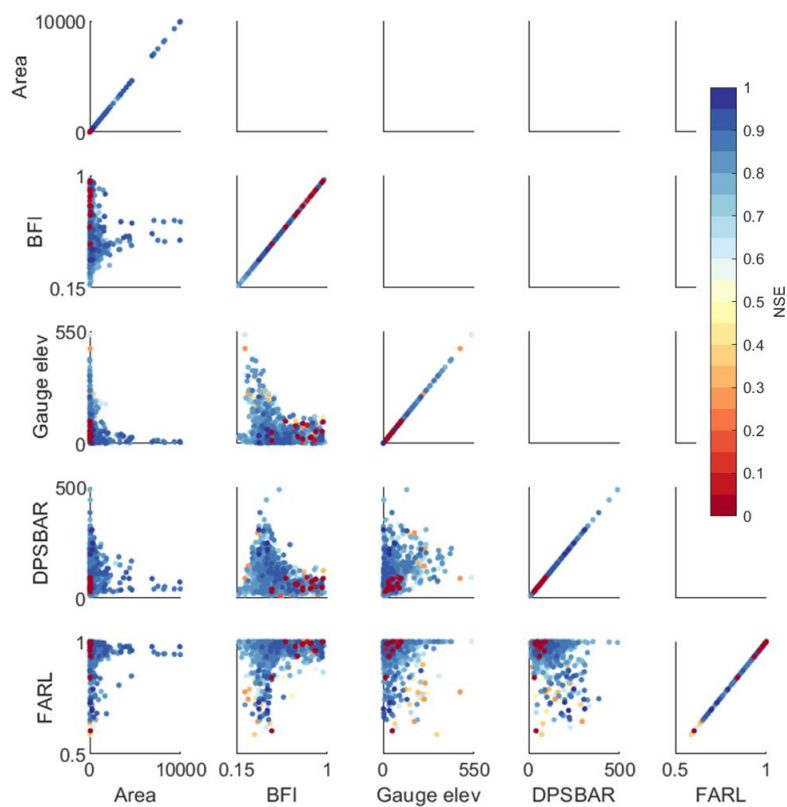 10000
Area
0
1
BFI
0.15
550
Gauge elev
0
500
DPSBAR
0
1
FARL
0.5
0 10000 0.15 1 0 550 0 500 0.5 1
Area BFI Gauge elev DPSBAR FARL
1
0.9
0.8
0.7
0.6
0.5
0.4
0.3
0.2
0.1
0
NSE